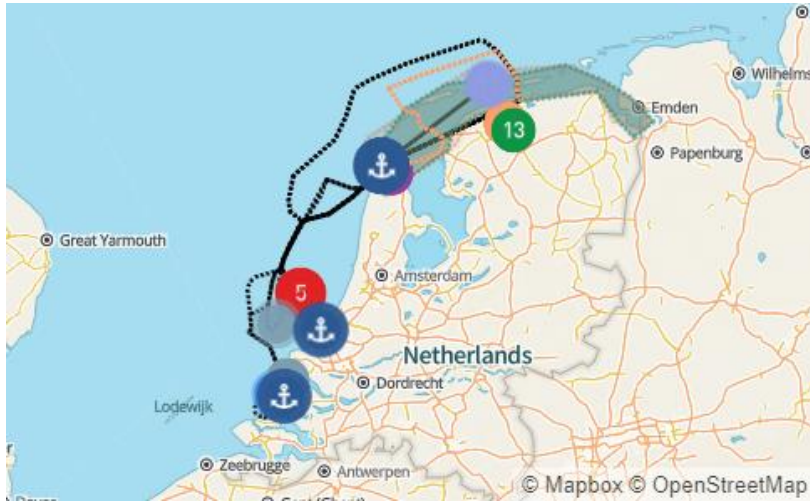 Wilhelms
Emden
13
Papenburg
Great Yarmouth
Amsterdam
5
Netherlands
Dordrecht
Lodewijk
Zeebrugge
Antwerpen
© Mapbox © OpenStreetMap